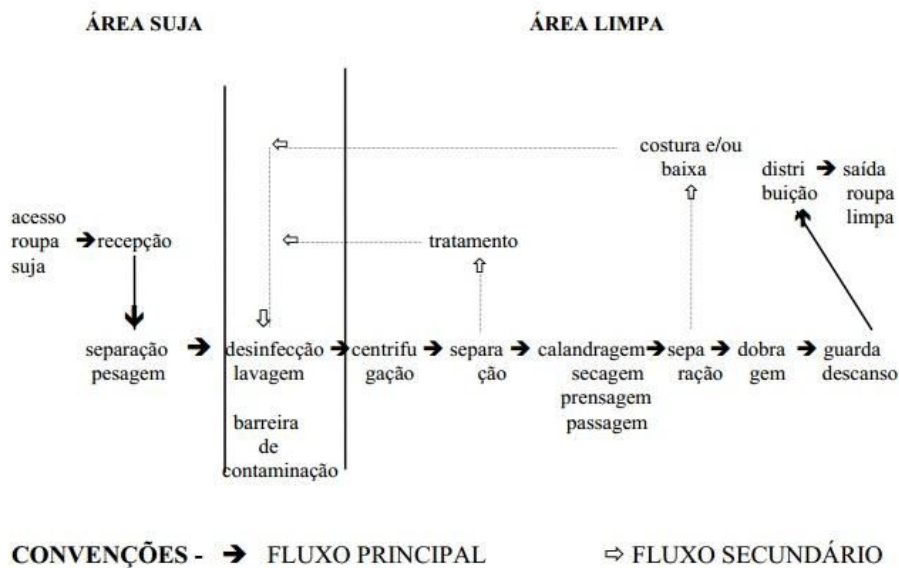 ÁREA SUJA
ÁREA LIMPA
costura e/ou
baixa
distri
buição
saída
roupa
limpa
acesso
roupa
suja
recepção
tratamento
separação
pesagem
desinfecção
lavagem
centrifu
gação
separa
ção
calandragem
secagem
prensagem
passagem
sepa
ração
dobra
gem
guarda
descanso
barreira
de
contaminação
CONVENÇÕES - ➔ FLUXO PRINCIPAL
⇨ FLUXO SECUNDÁRIO